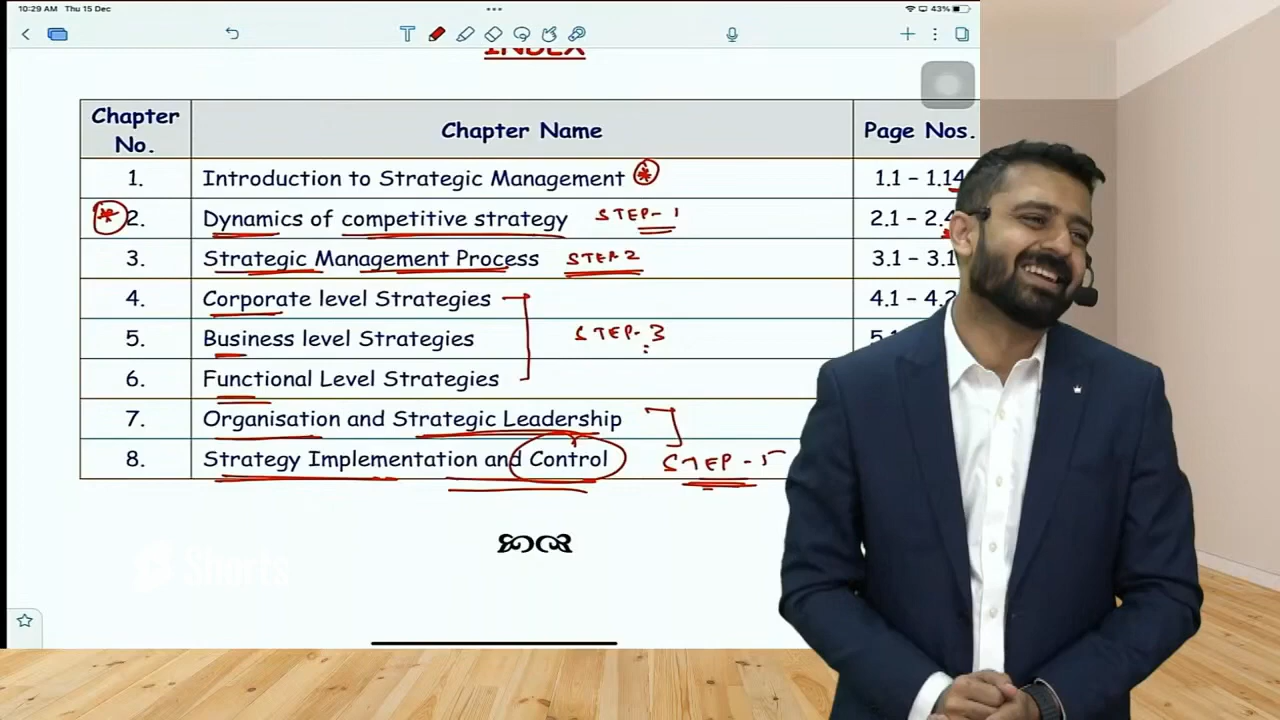 10:29 AM Thu 15 Dec
43%
INDEX
Chapter No. Chapter Name Page Nos.
1. Introduction to Strategic Management * 1.1 – 1.14
* 2. Dynamics of competitive strategy STEP-1 2.1 – 2.
3. Strategic Management Process STEP 2 3.1 – 3.1
4. Corporate level Strategies 4.1 – 4.2
5. Business level Strategies STEP-3
6. Functional Level Strategies
7. Organisation and Strategic Leadership
8. Strategy Implementation and Control STEP-5
Shorts